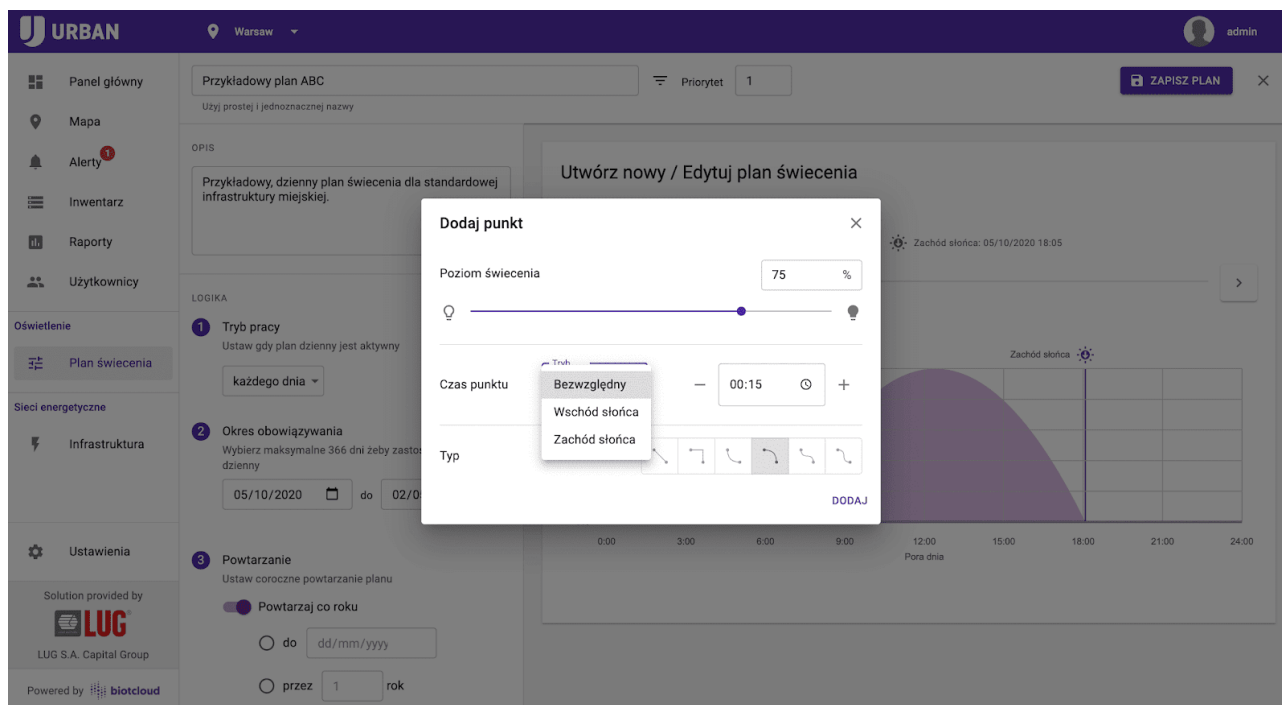 URBAN
Warsaw
admin
Panel główny
Mapa
Alerty
1
Inwentarz
Raporty
Użytkownicy
Oświetlenie
Plan świecenia
Sieci energetyczne
Infrastruktura
Ustawienia
Solution provided by
LUG
LUG S.A. Capital Group
Powered by biotcloud
Przykładowy plan ABC
Użyj prostej i jednoznacznej nazwy
Priorytet
1
ZAPISZ PLAN
OPIS
Przykładowy, dzienny plan świecenia dla standardowej
infrastruktury miejskiej.
LOGIKA
1 Tryb pracy
Ustaw gdy plan dzienny jest aktywny
każdego dnia
2 Okres obowiązywania
Wybierz maksymalne 366 dni żeby
dzienny
05/10/2020 do
3 Powtarzanie
Ustaw coroczne powtarzanie planu
Powtarzaj co roku
do dd/mm/yyyy
przez 1 rok
Utwórz nowy / Edytuj plan świecenia
Zachód słońca: 05/10/2020 18:05
Zachód słońca
0:00 3:00 6:00 9:00 12:00 15:00 18:00 21:00 24:00
Pora dnia
Dodaj punkt
Poziom świecenia
75 %
Czas punktu
Bezwzględny
Wschód słońca
Zachód słońca
00:15
Typ
DODAJ